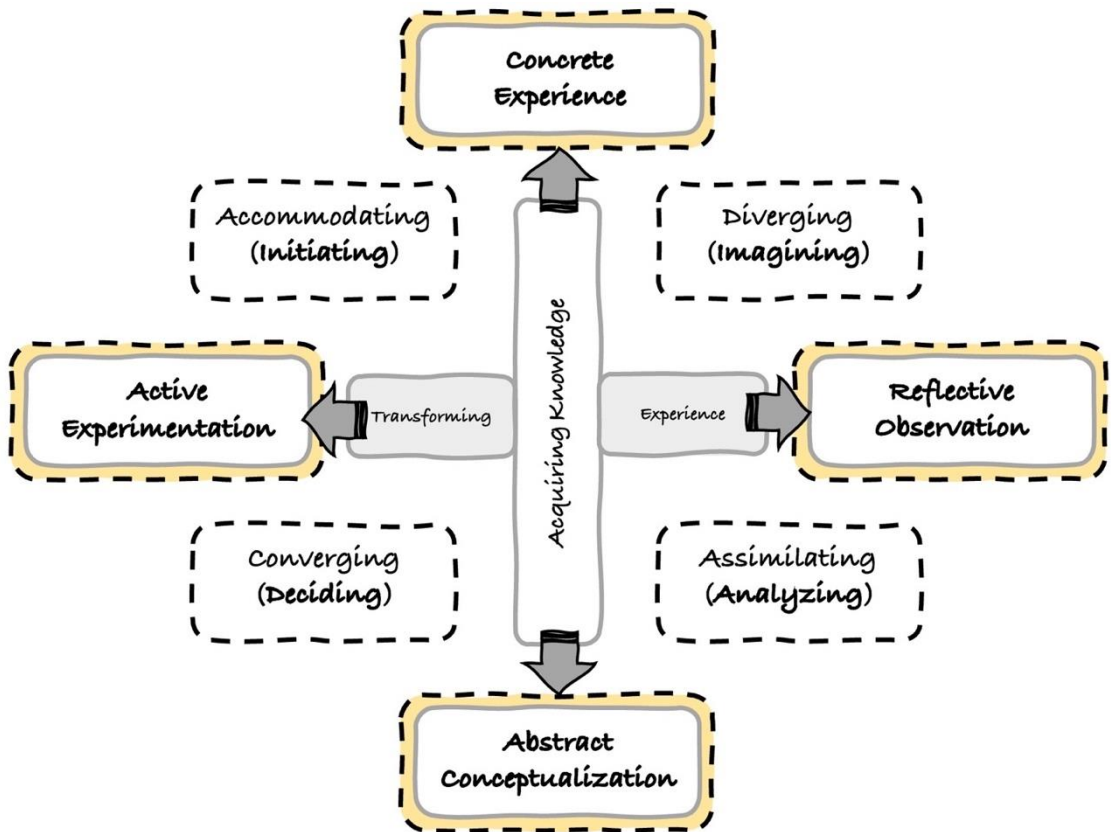 Concrete
Experience
Accommodating
(Initiating)
Diverging
(Imagining)
Acquiring Knowledge
Active
Experimentation
Transforming
Experience
Reflective
Observation
Converging
(Deciding)
Assimilating
(Analyzing)
Abstract
Conceptualization